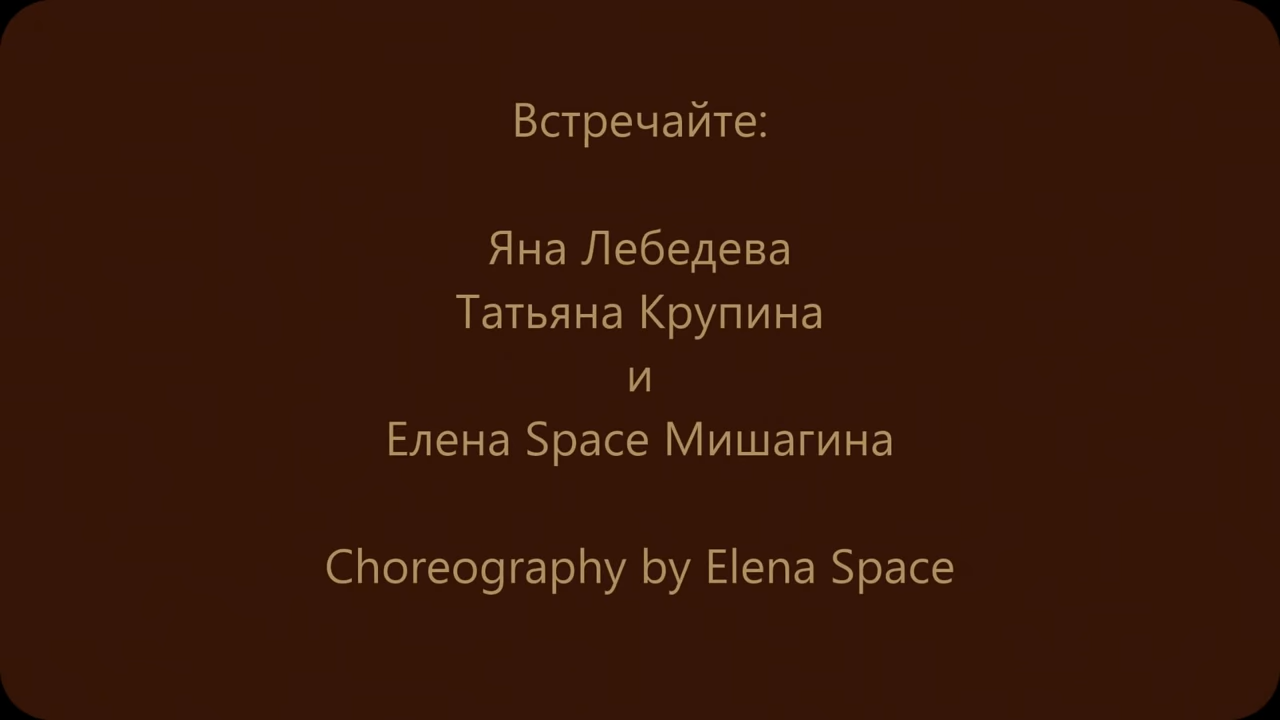 Встречайте:
Яна Лебедева
Татьяна Крупина
и
Елена Space Мишагина
Choreography by Elena Space